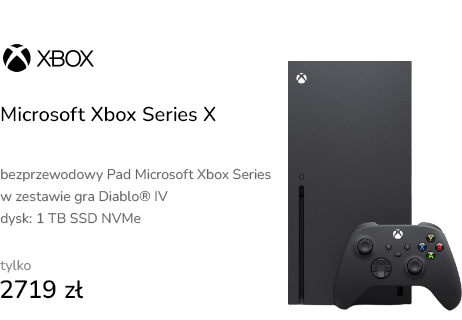 XBOX
Microsoft Xbox Series X
bezprzewodowy Pad Microsoft Xbox Series
w zestawie gra Diablo® IV
dysk: 1 TB SSD NVMe
tylko
2719 zł